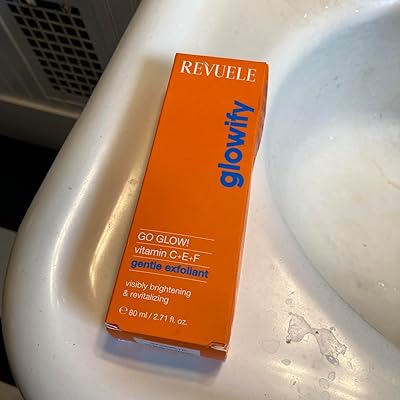 REVUELE
glowify
GO GLOW!
vitamin C+E+F
gentle exfoliant
visibly brightening
& revitalizing
℮ 80 ml / 2.71 fl. oz.